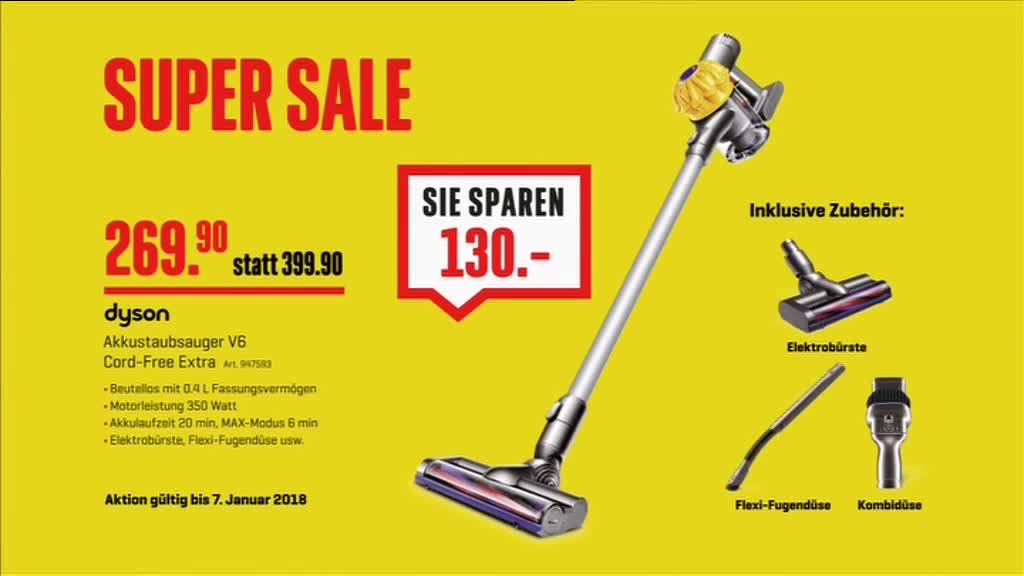 SUPER SALE
SIE SPAREN
130.-
269.90 statt 399.90
dyson
Akkustaubsauger V6
Cord-Free Extra Art. 947593
• Beutellos mit 0.4 L Fassungsvermögen
• Motorleistung 350 Watt
• Akkulaufzeit 20 min, MAX-Modus 6 min
• Elektrobürste, Flexi-Fugendüse usw.
Aktion gültig bis 7. Januar 2018
Inklusive Zubehör:
Elektrobürste
Flexi-Fugendüse Kombidüse